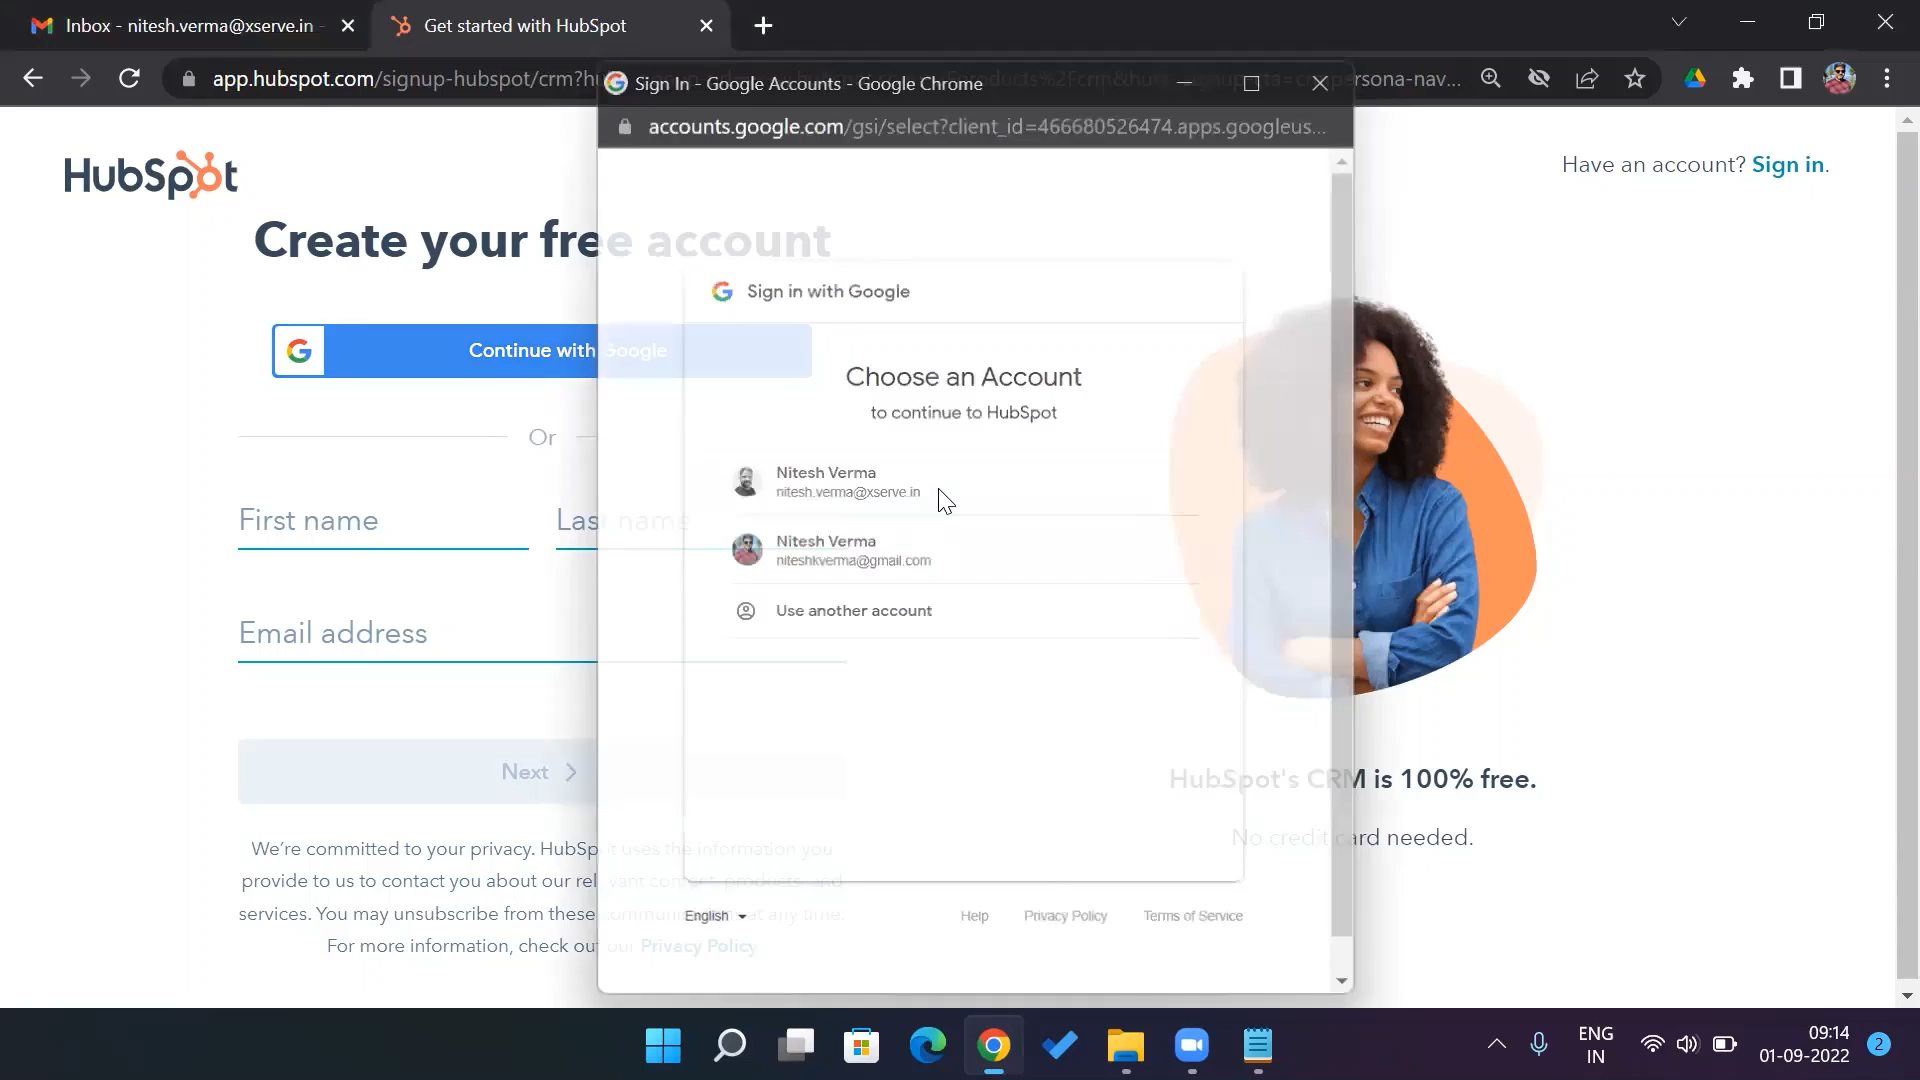 Inbox - nitesh.verma@xserve.in
Get started with HubSpot
app.hubspot.com/signup-hubspot/crm?hu
persona-nav...
Sign In - Google Accounts - Google Chrome
accounts.google.com/gsi/select?client_id=466680526474.apps.googleus...
HubSpot
Have an account? Sign in.
Create your free account
Continue with Google
Or
First name
Last name
Email address
Next
We're committed to your privacy. HubSpot uses the information you
provide to us to contact you about our relevant content, products, and
services. You may unsubscribe from these communications at any time.
For more information, check out our Privacy Policy
Sign in with Google
Choose an Account
to continue to HubSpot
Nitesh Verma
nitesh.verma@xserve.in
Nitesh Verma
niteshkverma@gmail.com
Use another account
English
Help
Privacy Policy
Terms of Service
HubSpot's CRM is 100% free.
No credit card needed.
ENG
IN
09:14
01-09-2022
2